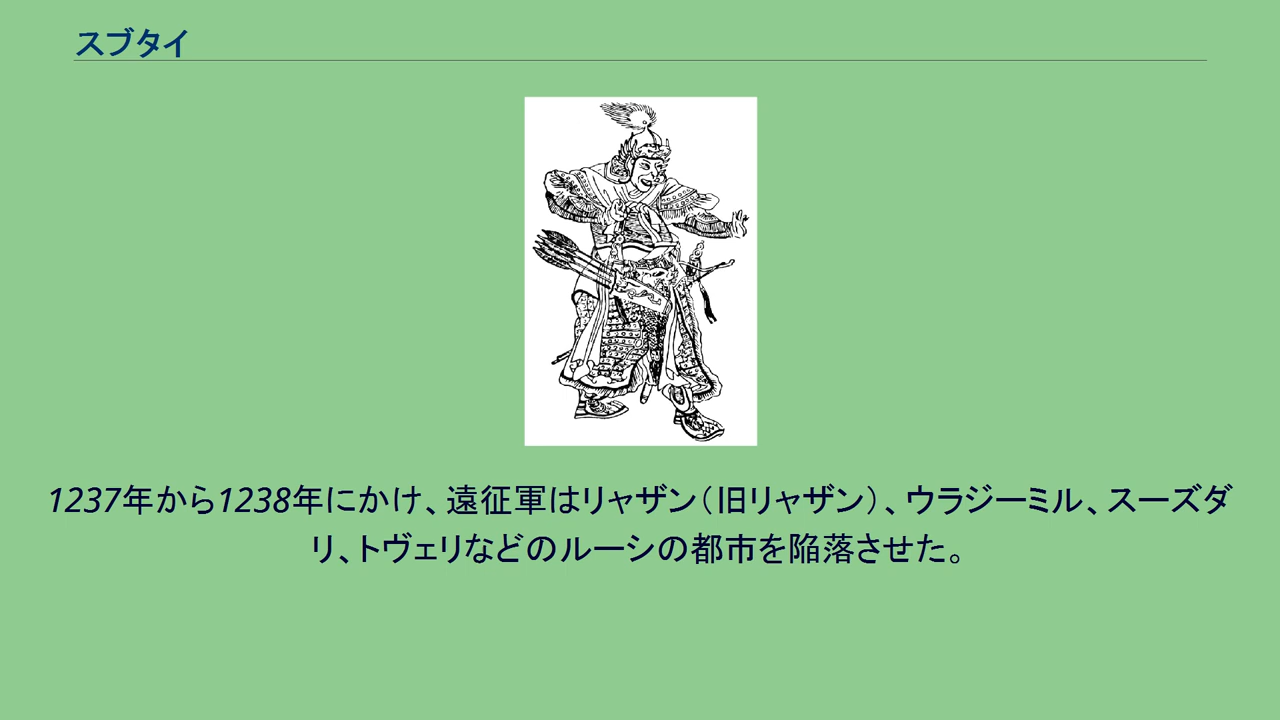 スブタイ
1237年から1238年にかけ、遠征軍はリャザン（旧リャザン）、ウラジーミル、スーズダ
リ、トヴェリなどのルーシの都市を陥落させた。